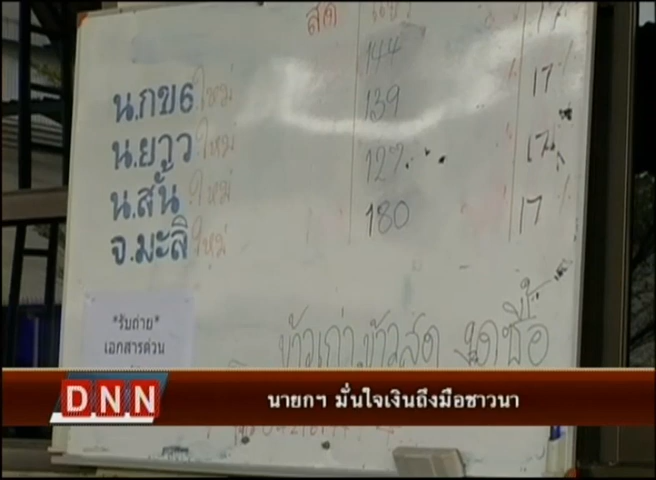 สด
144
น.กข6 ใหม่ 139 17
น.ยาว ใหม่ 127 17
น.สั้น ใหม่ 180 17
จ.มะลิ ใหม่
*รับถ่าย*
เอกสารด่วน
ข้าวเก่า ข้าวสด งดซื้อ
DNN นายกฯ มั่นใจเงินถึงมือชาวนา